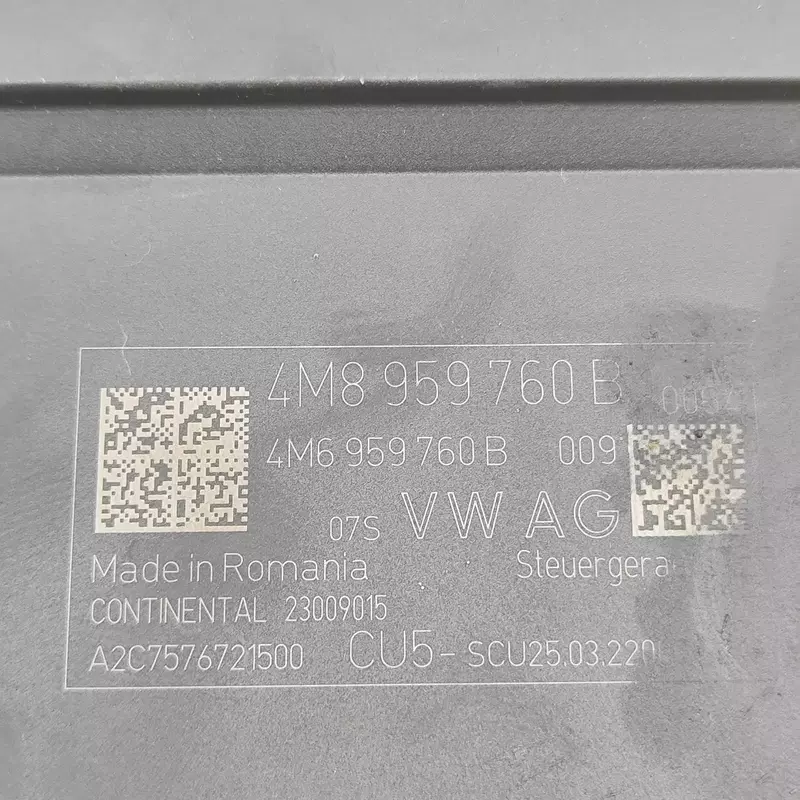 4M8 959 760 B
4M6 959 760 B 009
07S VW AG
Made in Romania
CONTINENTAL 23009015
A2C7576721500 CU5- SCU25.03.220